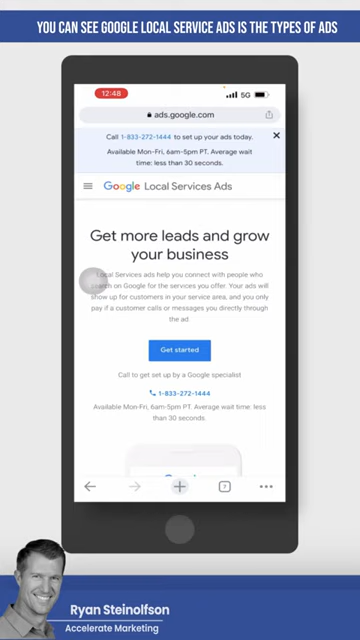 YOU CAN SEE GOOGLE LOCAL SERVICE ADS IS THE TYPES OF ADS
12:48
5G
ads.google.com
Call 1-833-272-1444 to set up your ads today.
Available Mon-Fri, 6am-5pm PT. Average wait
time: less than 30 seconds.
Google Local Services Ads
Get more leads and grow
your business
Local Services ads help you connect with people who
search on Google for the services you offer. Your ads will
show up for customers in your service area, and you only
pay if a customer calls or messages you directly through
the ad.
Get started
Call to get set up by a Google specialist
1-833-272-1444
Available Mon-Fri, 6am-5pm PT. Average wait time: less
than 30 seconds.
7
Ryan Steinolfson
Accelerate Marketing